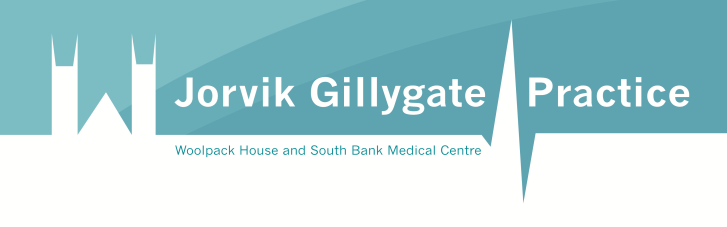 Jorvik Gillygate Practice
Woolpack House and South Bank Medical Centre